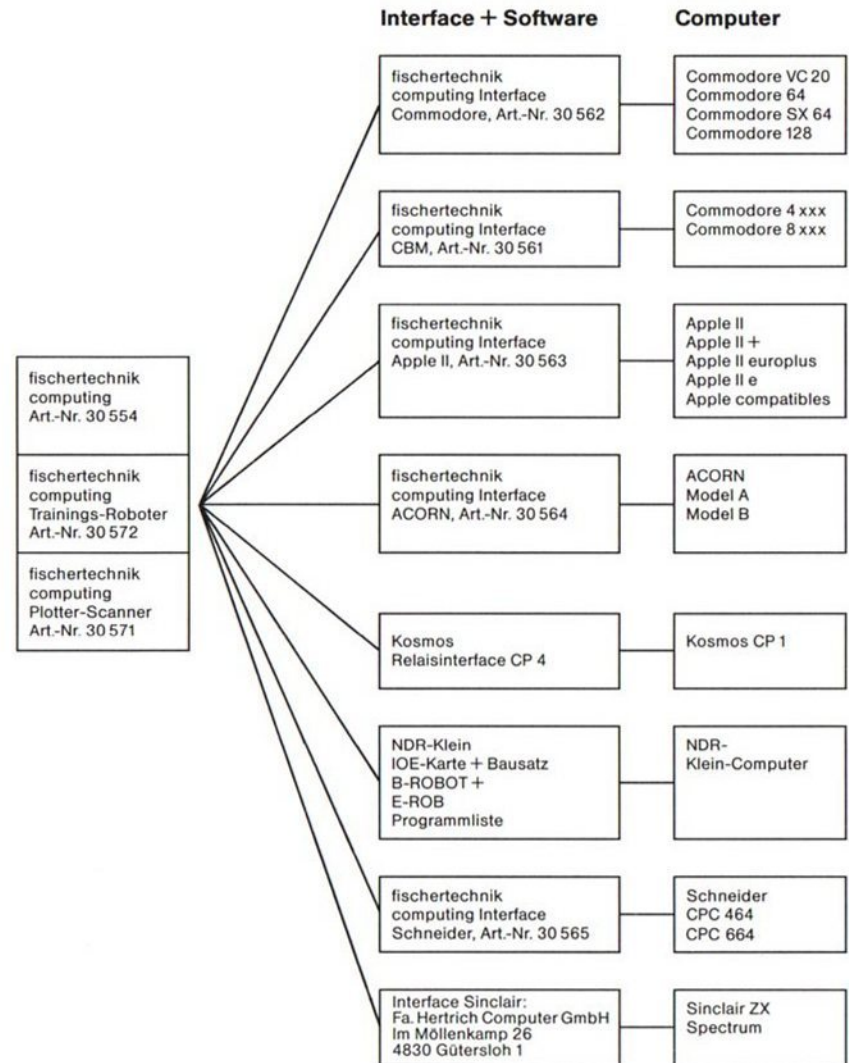 Interface + Software
Computer
fischertechnik
computing
Art.-Nr. 30 554
fischertechnik
computing
Trainings-Roboter
Art.-Nr. 30 572
fischertechnik
computing
Plotter-Scanner
Art.-Nr. 30 571
fischertechnik
computing Interface
Commodore, Art.-Nr. 30 562
Commodore VC 20
Commodore 64
Commodore SX 64
Commodore 128
fischertechnik
computing Interface
CBM, Art.-Nr. 30 561
Commodore 4 xxx
Commodore 8 xxx
fischertechnik
computing Interface
Apple II, Art.-Nr. 30 563
Apple II
Apple II +
Apple II europlus
Apple II e
Apple compatibles
fischertechnik
computing Interface
ACORN, Art.-Nr. 30 564
ACORN
Model A
Model B
Kosmos
Relaisinterface CP 4
Kosmos CP 1
NDR-Klein
IOE-Karte + Bausatz
B-ROBOT +
E-ROB
Programmliste
NDR-
Klein-Computer
fischertechnik
computing Interface
Schneider, Art.-Nr. 30 565
Schneider
CPC 464
CPC 664
Interface Sinclair:
Fa. Hertrich Computer GmbH
Im Möllenkamp 26
4830 Gütersloh 1
Sinclair ZX
Spectrum